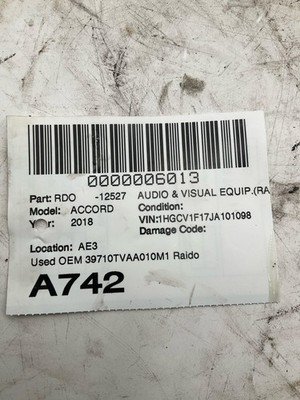 0000006013
Part: RDO -12527 AUDIO & VISUAL EQUIP.(RA
Model: ACCORD Condition:
Year: 2018 VIN:1HGCV1F17JA101098
Damage Code:
Location: AE3
Used OEM 39710TVAA010M1 Raido
A742